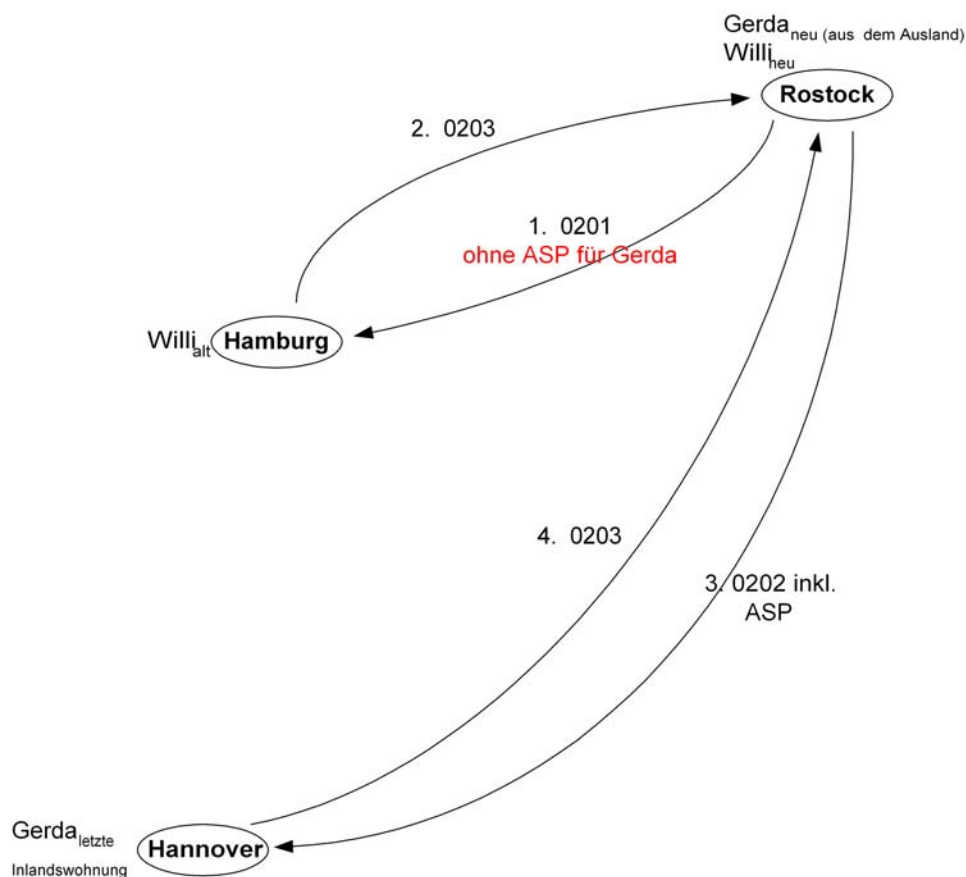 Gerda neu (aus dem Ausland)
Willi neu
Rostock
2. 0203
1. 0201
ohne ASP für Gerda
Willi alt Hamburg
4. 0203
3. 0202 inkl.
ASP
Gerda letzte
Hannover
Inlandswohnung